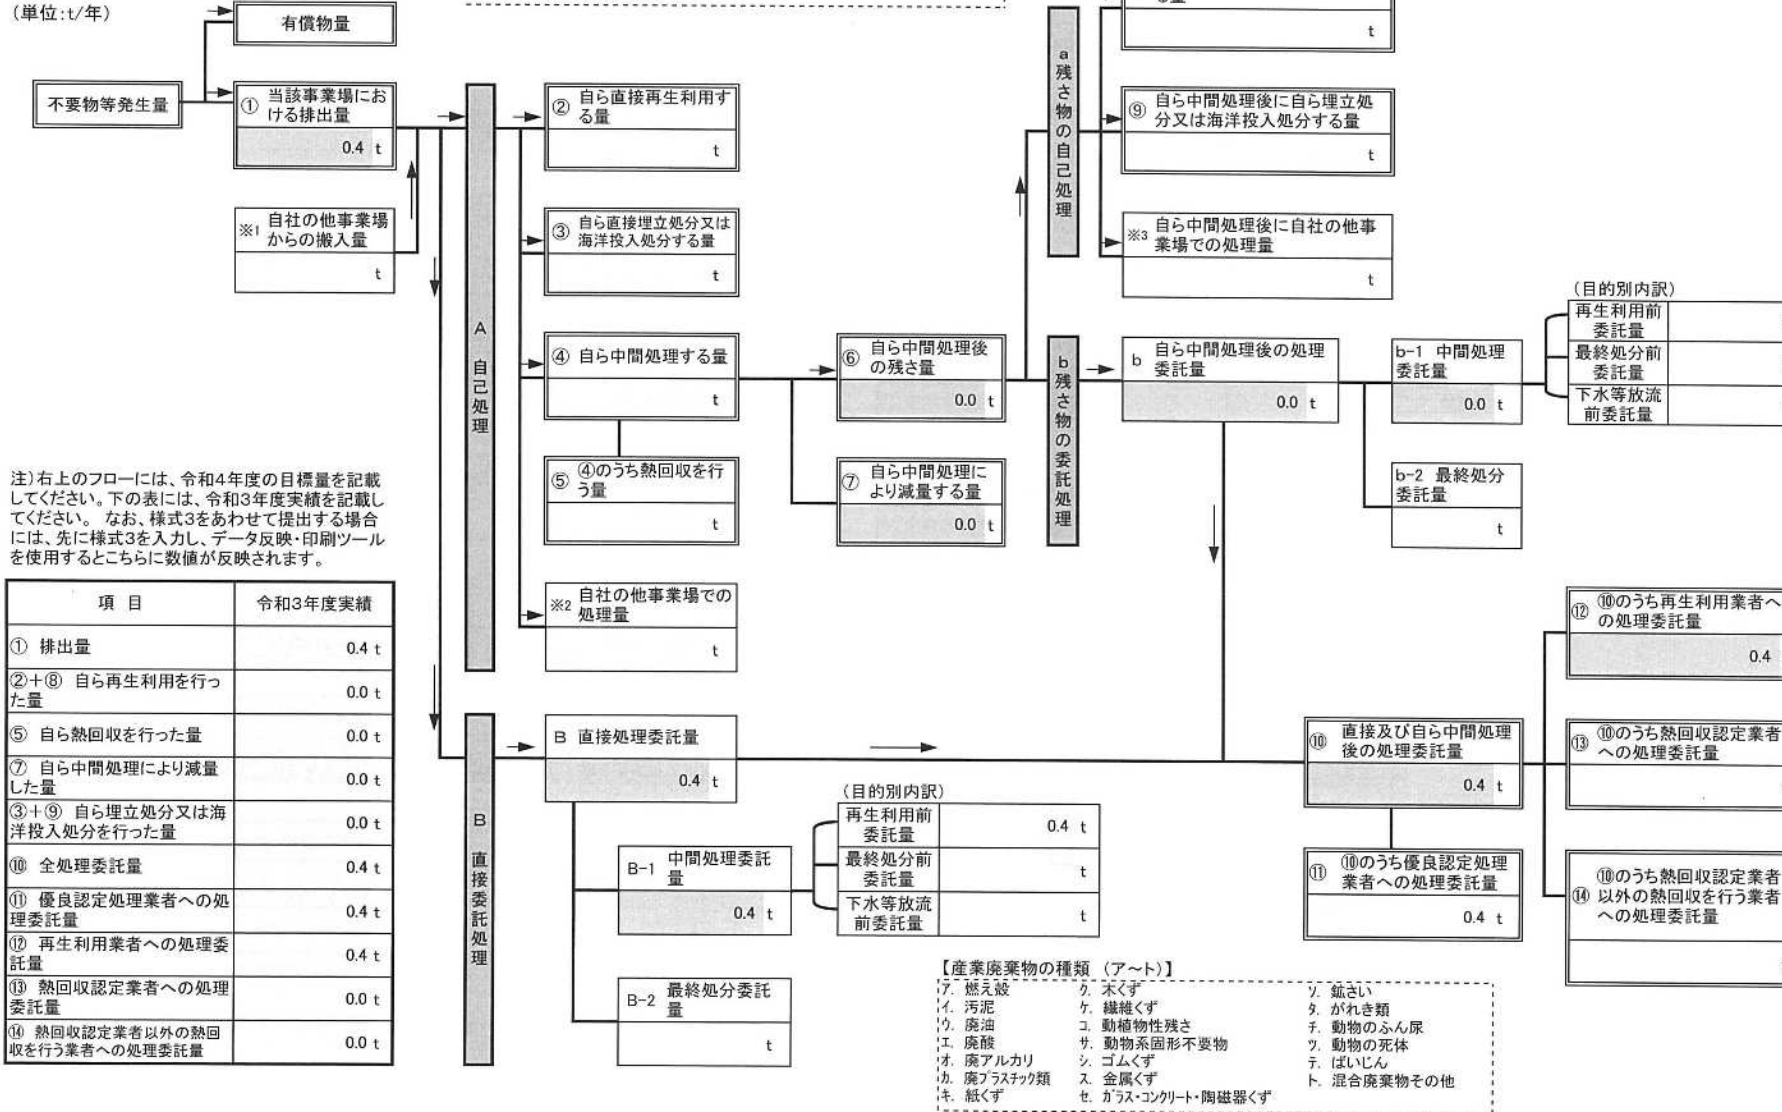 (単位:t/年)
有償物量
不要物等発生量
① 当該事業場にお
ける排出量
0.4 t
※1 自社の他事業場
からの搬入量
t
A 自己処理
② 自ら直接再生利用す
る量
t
③ 自ら直接埋立処分又は
海洋投入処分する量
t
④ 自ら中間処理する量
t
⑤ ④のうち熱回収を行
う量
t
※2 自社の他事業場での
処理量
t
⑥ 自ら中間処理後
の残さ量
0.0 t
⑦ 自ら中間処理に
より減量する量
0.0 t
a 残さ物の自己処理
t
⑨ 自ら中間処理後に自ら埋立処
分又は海洋投入処分する量
t
※3 自ら中間処理後に自社の他事
業場での処理量
t
b 残さ物の委託処理
b 自ら中間処理後の処理
委託量
0.0 t
b-1 中間処理
委託量
0.0 t
b-2 最終処分
委託量
t
(目的別内訳)
再生利用前
委託量
最終処分前
委託量
下水等放流
前委託量
注)右上のフローには、令和4年度の目標量を記載
してください。下の表には、令和3年度実績を記載し
てください。 なお、様式3をあわせて提出する場合
には、先に様式3を入力し、データ反映・印刷ツール
を使用するとこちらに数値が反映されます。
項 目 令和3年度実績
① 排出量 0.4 t
②+⑧ 自ら再生利用を行っ
た量 0.0 t
⑤ 自ら熱回収を行った量 0.0 t
⑦ 自ら中間処理により減量
した量 0.0 t
③+⑨ 自ら埋立処分又は海
洋投入処分を行った量 0.0 t
⑩ 全処理委託量 0.4 t
⑪ 優良認定処理業者への処
理委託量 0.4 t
⑫ 再生利用業者への処理委
託量 0.4 t
⑬ 熱回収認定業者への処理
委託量 0.0 t
⑭ 熱回収認定業者以外の熱回
収を行う業者への処理委託量 0.0 t
B 直接委託処理
B 直接処理委託量
0.4 t
B-1 中間処理委託
量
0.4 t
B-2 最終処分委託
量
t
(目的別内訳)
再生利用前
委託量 0.4 t
最終処分前
委託量 t
下水等放流
前委託量 t
⑩ 直接及び自ら中間処理
後の処理委託量
0.4 t
⑪ ⑩のうち優良認定処理
業者への処理委託量
0.4 t
⑫ ⑩のうち再生利用業者へ
の処理委託量
0.4
⑬ ⑩のうち熱回収認定業者
への処理委託量
⑭ ⑩のうち熱回収認定業者
以外の熱回収を行う業者
への処理委託量
【産業廃棄物の種類 (ア～ト)】
ア. 燃え殻
イ. 汚泥
ウ. 廃油
エ. 廃酸
オ. 廃アルカリ
カ. 廃プラスチック類
キ. 紙くず
ク. 木くず
ケ. 繊維くず
コ. 動植物性残さ
サ. 動物系固形不要物
シ. ゴムくず
ス. 金属くず
セ. ガラス・コンクリート・陶磁器くず
ソ. 鉱さい
タ. がれき類
チ. 動物のふん尿
ツ. 動物の死体
テ. ばいじん
ト. 混合廃棄物その他